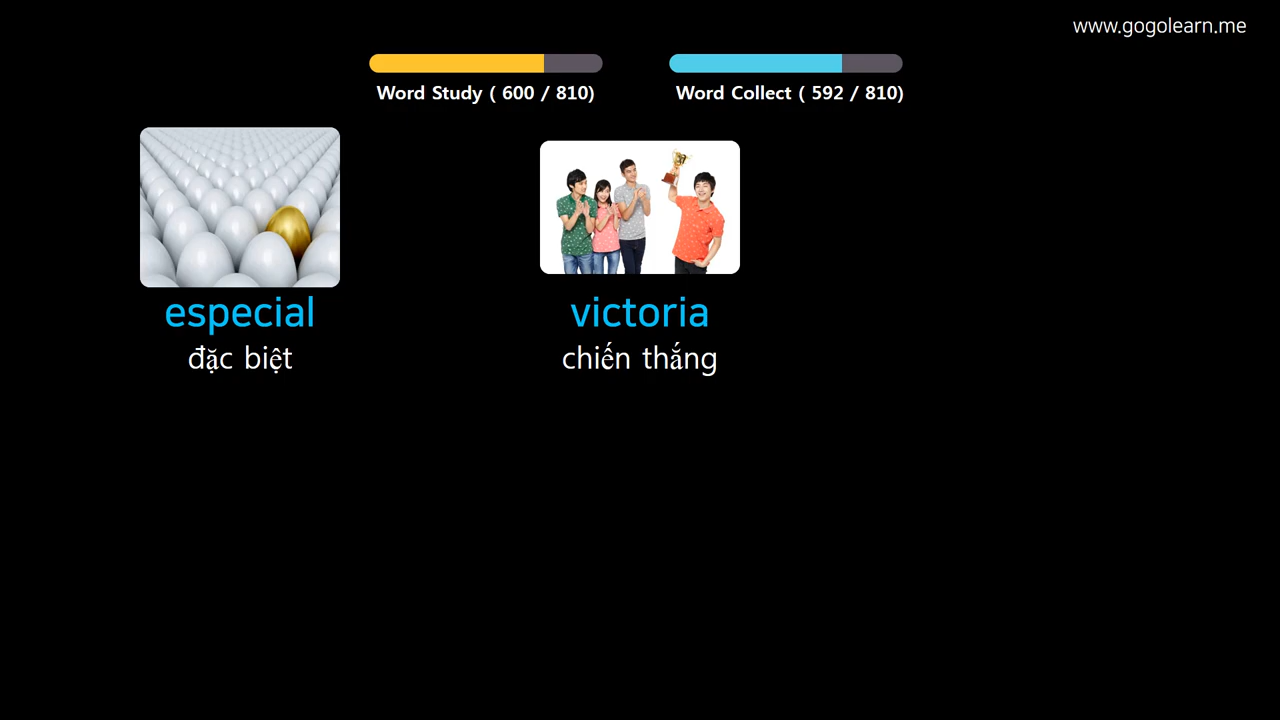 www.gogolearn.me
Word Study ( 600 / 810)
Word Collect ( 592 / 810)
especial
victoria
đặc biệt
chiến thắng